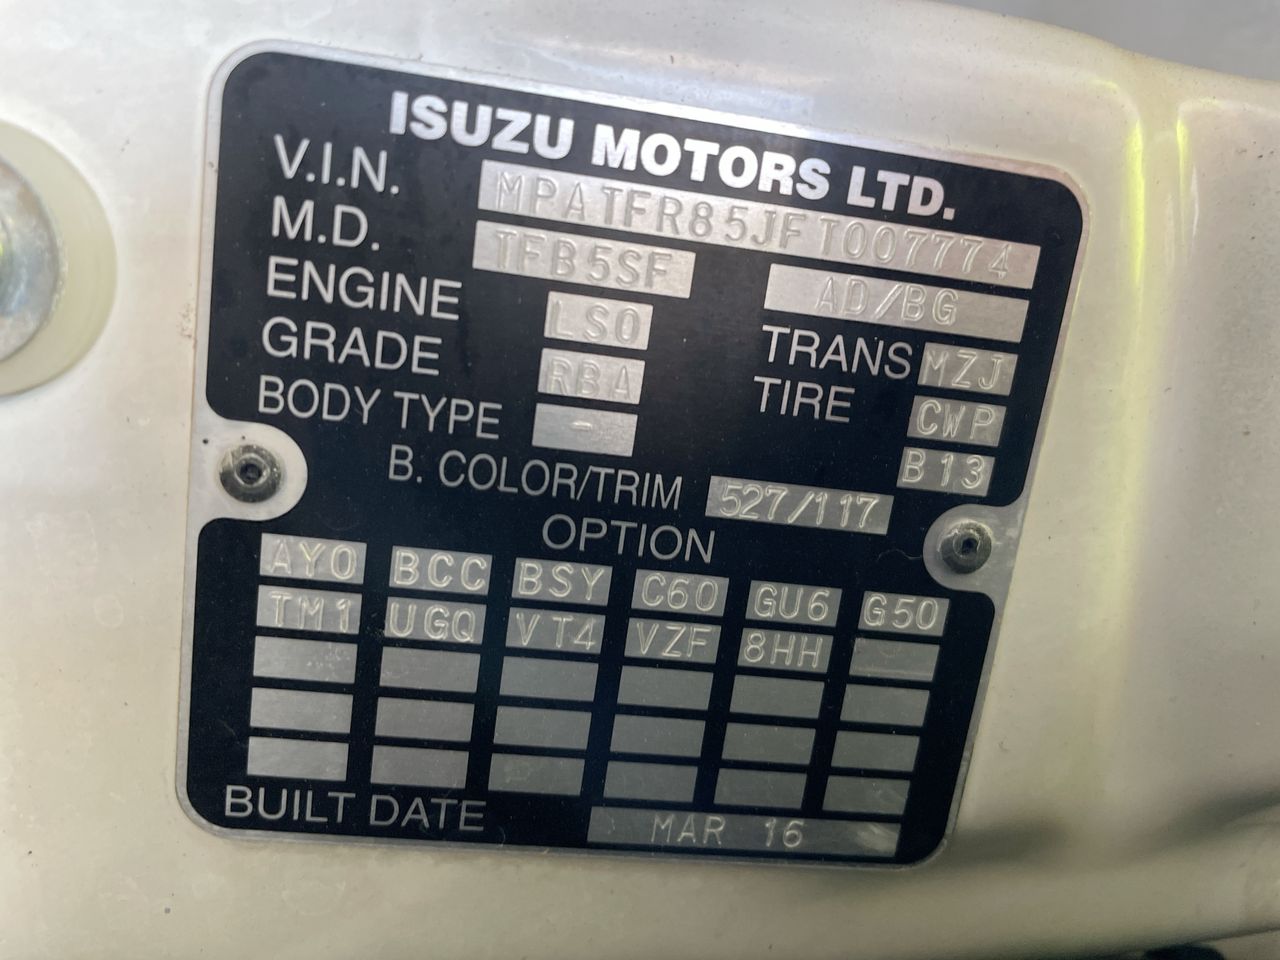 ISUZU MOTORS LTD.
V.I.N. MPATFR85JFT007774
M.D. TFB5SF AD/BG
ENGINE LS0 TRANS MZJ
GRADE RBA TIRE CWP
BODY TYPE - B13
B. COLOR/TRIM 527/117
OPTION
AY0 BCC BSY C60 GU6 G50
TM1 UGQ VT4 VZF 8HH
BUILT DATE MAR 16